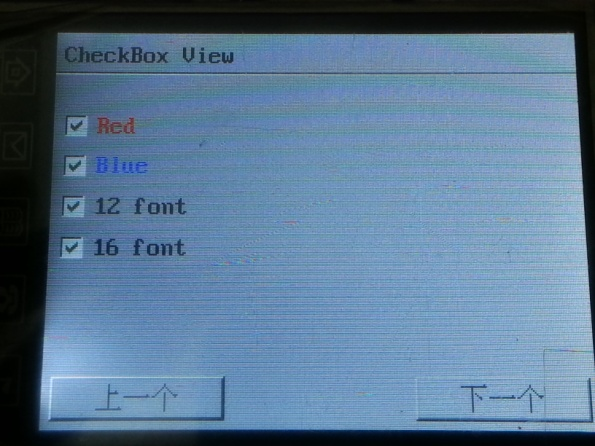 CheckBox View
Red
Blue
12 font
16 font
上一个 下一个